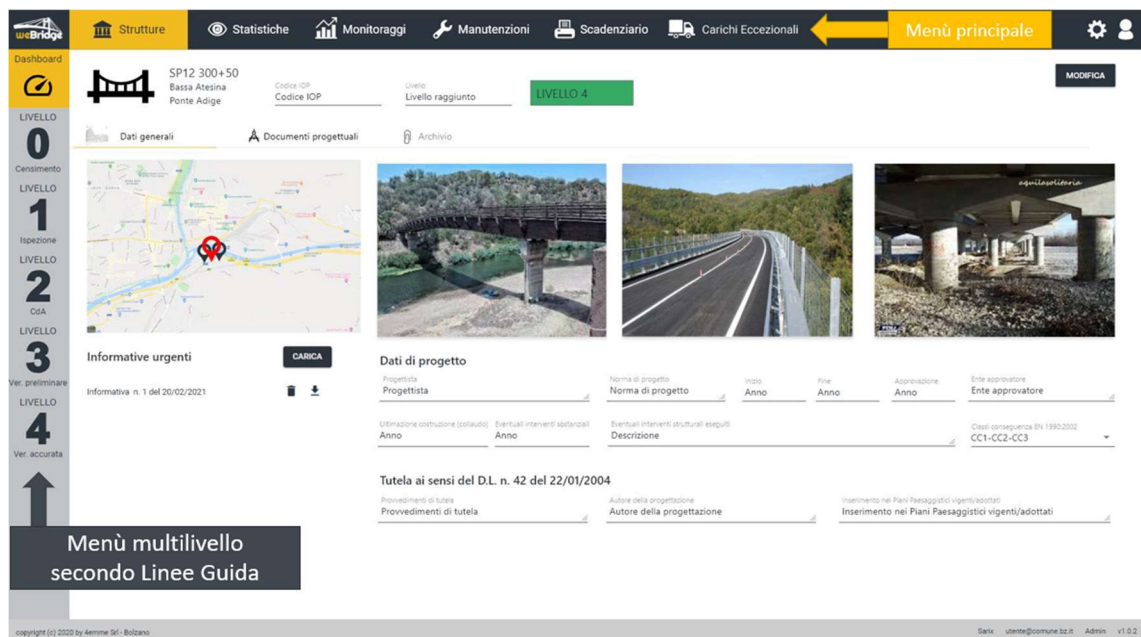 weBridge
Strutture
Statistiche
Monitoraggi
Manutenzioni
Scadenziario
Carichi Eccezionali
Menù principale
Dashboard
SP12 300+50
Bassa Atesina
Ponte Adige
Codice IOP
Codice IOP
Livello
Livello raggiunto
LIVELLO 4
MODIFICA
Dati generali
Documenti progettuali
Archivio
LIVELLO
0
Censimento
LIVELLO
1
Ispezione
LIVELLO
2
CdA
LIVELLO
3
Ver. preliminare
LIVELLO
4
Ver. accurata
aquilasolitaria
Informative urgenti
CARICA
Informativa n. 1 del 20/02/2021
Dati di progetto
Progettista
Progettista
Norma di progetto
Norma di progetto
Inizio
Anno
Fine
Anno
Approvazione
Anno
Ente approvatore
Ente approvatore
Ultimazione costruzione (collaudo)
Anno
Eventuali interventi sostanziali
Anno
Eventuali interventi strutturali eseguiti
Descrizione
Classi conseguenza EN 1990:2002
CC1-CC2-CC3
Tutela ai sensi del D.L. n. 42 del 22/01/2004
Provvedimenti di tutela
Provvedimenti di tutela
Autore della progettazione
Autore della progettazione
Inserimento nei Piani Paesaggistici vigenti/adottati
Inserimento nei Piani Paesaggistici vigenti/adottati
Menù multilivello
secondo Linee Guida
copyright (c) 2020 by 4emme Srl - Bolzano
Sarix utente@comune.bz.it Admin v1.0.2